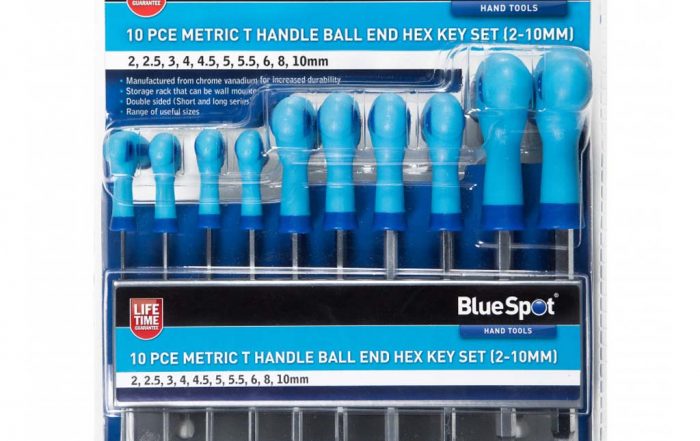 GUARANTEE
HAND TOOLS
10 PCE METRIC T HANDLE BALL END HEX KEY SET (2-10MM)
2, 2.5, 3, 4, 4.5, 5, 5.5, 6, 8, 10mm
• Manufactured from chrome vanadium for increased durability
• Storage rack that can be wall mounted
• Double sided (Short and long series)
• Range of useful sizes
LIFE
TIME
GUARANTEE
BlueSpot®
HAND TOOLS
10 PCE METRIC T HANDLE BALL END HEX KEY SET (2-10MM)
2, 2.5, 3, 4, 4.5, 5, 5.5, 6, 8, 10mm